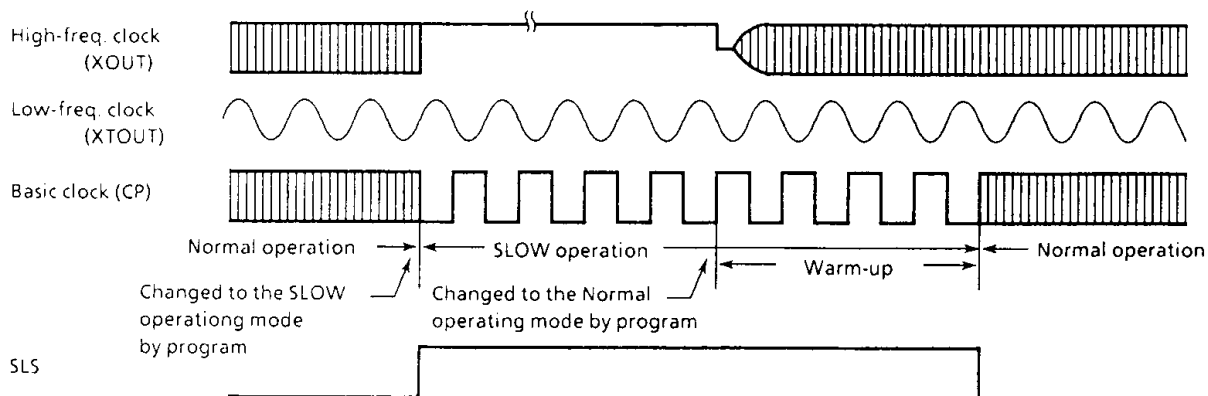 High-freq. clock
(XOUT)
Low-freq. clock
(XTOUT)
Basic clock (CP)
Normal operation
SLOW operation
Normal operation
Warm-up
Changed to the SLOW
operationg mode
by program
Changed to the Normal
operating mode by program
SLS